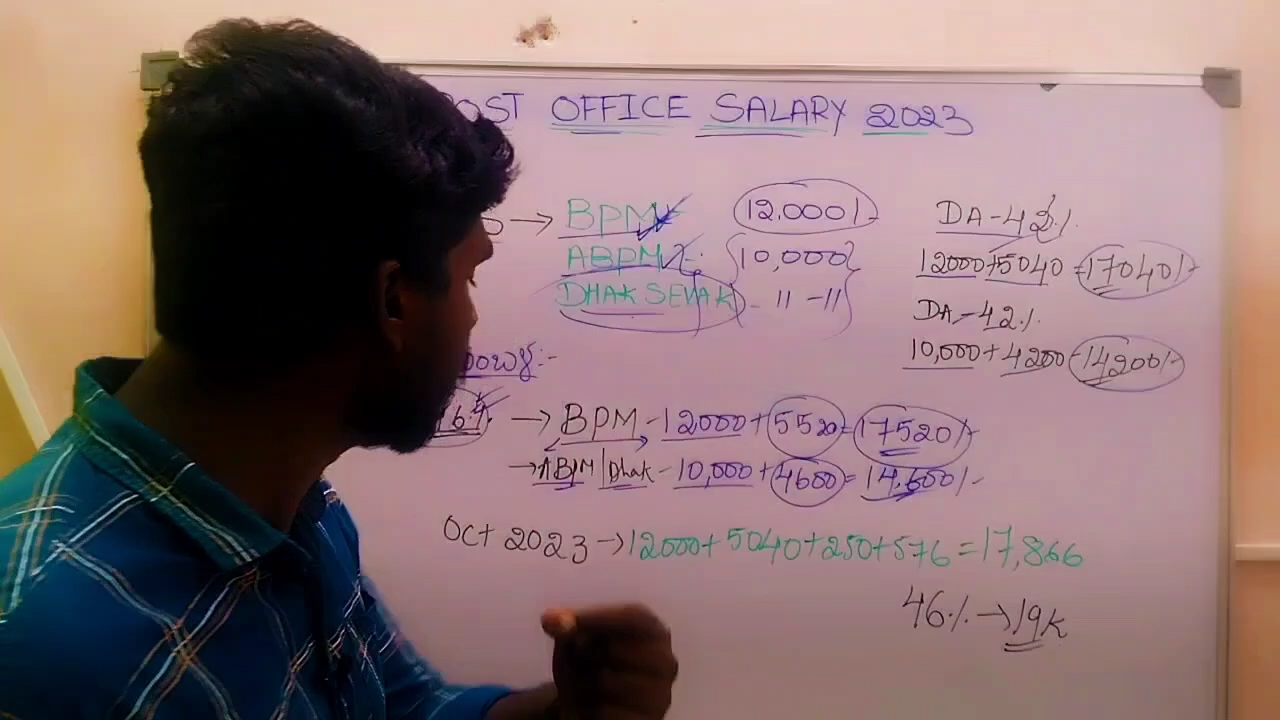 OST OFFICE SALARY 2023
→ BPM 12,000/-
ABPM 10,000
DHAK SEVAK - 11 - 11
DA - 42%
12000+5040 = 17040/-
DA - 42%.
10,000 + 4200 = 14200/-
→ BPM - 12000 + 5520 = 17520/-
→ ABPM | Dhak - 10,000 + 4600 = 14,600/-
Oct 2023 → 12000 + 5040 + 250 + 576 = 17,866
46% → 19k